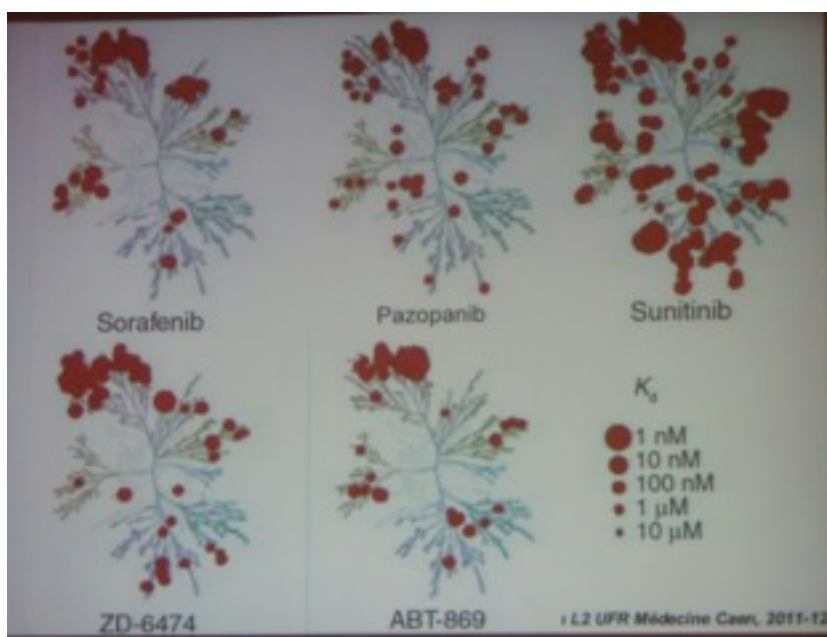 Sorafenib
Pazopanib
Sunitinib
ZD-6474
ABT-869
Kd
1 nM
10 nM
100 nM
1 µM
10 µM
L2 UFR Médecine Caen, 2011-12